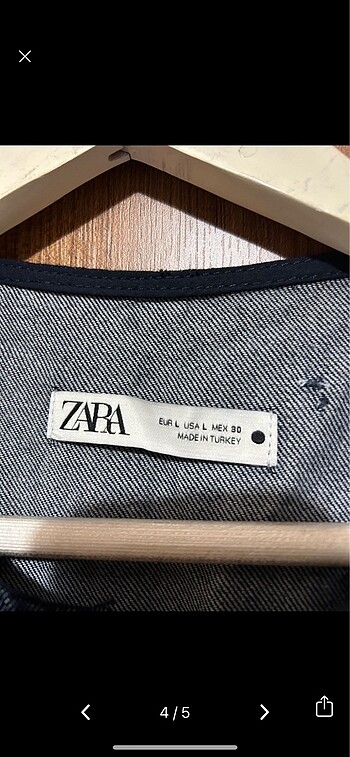 ZARA
EUR L USA L MEX 30
MADE IN TURKEY
4 / 5